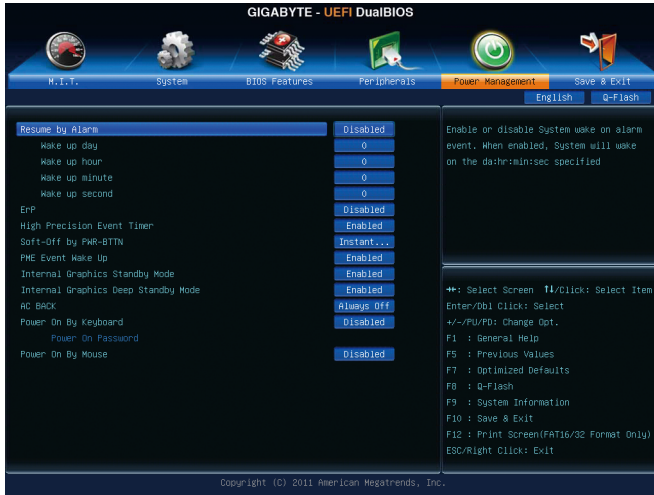 GIGABYTE - UEFI DualBIOS
M.I.T. System BIOS Features Peripherals Power Management Save & Exit
English Q-Flash
Resume by Alarm Disabled
Wake up day 0
Wake up hour 0
Wake up minute 0
Wake up second 0
ErP Disabled
High Precision Event Timer Enabled
Soft-Off by PWR-BTTN Instant...
PME Event Wake Up Enabled
Internal Graphics Standby Mode Enabled
Internal Graphics Deep Standby Mode Enabled
AC BACK Always Off
Power On By Keyboard Disabled
Power On Password
Power On By Mouse Disabled
Enable or disable System wake on alarm
event. When enabled, System will wake
on the da:hr:min:sec specified
→←: Select Screen ↑↓/Click: Select Item
Enter/Dbl Click: Select
+/-/PU/PD: Change Opt.
F1 : General Help
F5 : Previous Values
F7 : Optimized Defaults
F8 : Q-Flash
F9 : System Information
F10 : Save & Exit
F12 : Print Screen(FAT16/32 Format Only)
ESC/Right Click: Exit
Copyright (C) 2011 American Megatrends, Inc.